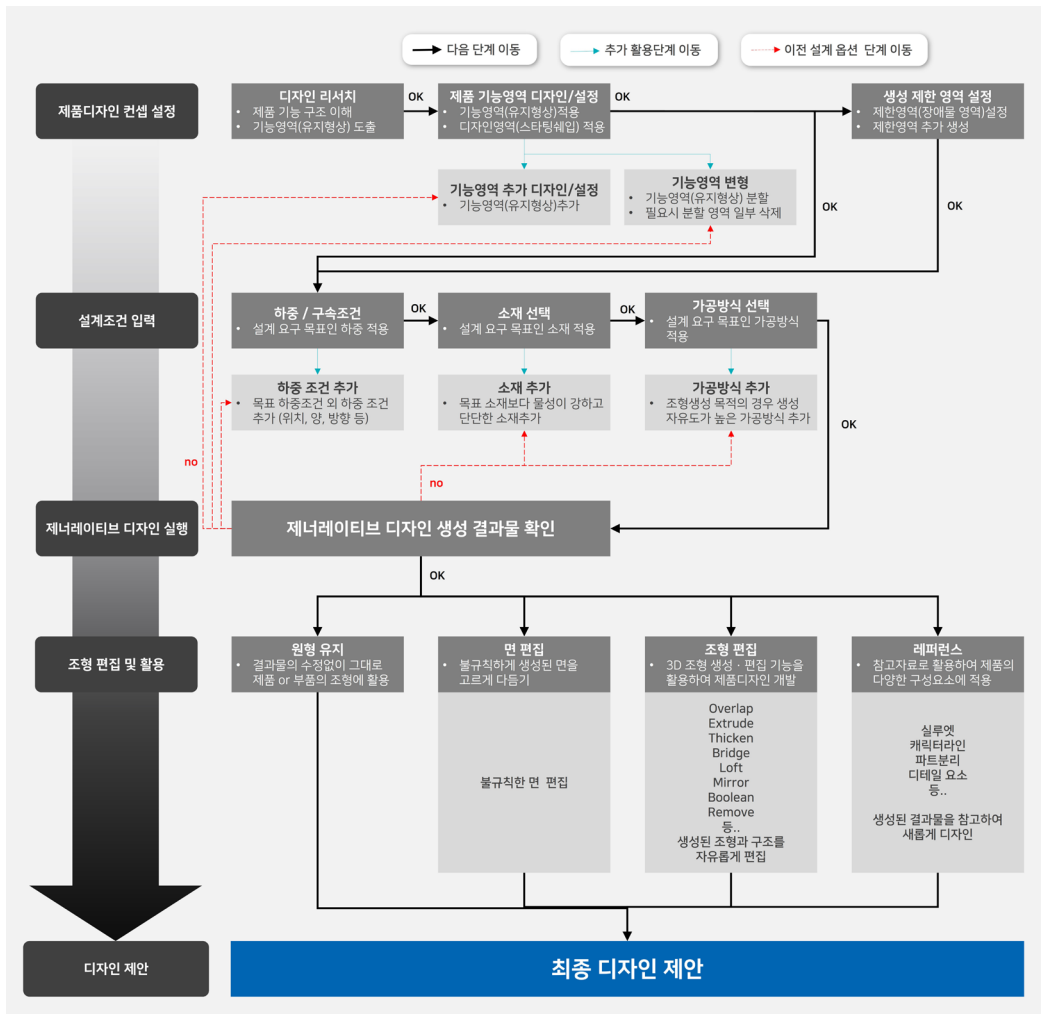 다음 단계 이동
추가 활용단계 이동
이전 설계 옵션 단계 이동
제품디자인 컨셉 설정
디자인 리서치
• 제품 기능 구조 이해
• 기능영역(유지형상) 도출
OK
제품 기능영역 디자인/설정
• 기능영역(유지형상)적용
• 디자인영역(스타팅쉐입) 적용
OK
생성 제한 영역 설정
• 제한영역(장애물 영역)설정
• 제한영역 추가 생성
기능영역 추가 디자인/설정
• 기능영역(유지형상)추가
기능영역 변형
• 기능영역(유지형상) 분할
• 필요시 분할 영역 일부 삭제
OK
OK
설계조건 입력
하중 / 구속조건
• 설계 요구 목표인 하중 적용
OK
소재 선택
• 설계 요구 목표인 소재 적용
OK
가공방식 선택
• 설계 요구 목표인 가공방식
적용
하중 조건 추가
• 목표 하중조건 외 하중 조건
추가 (위치, 양, 방향 등)
소재 추가
• 목표 소재보다 물성이 강하고
단단한 소재추가
가공방식 추가
• 조형생성 목적의 경우 생성
자유도가 높은 가공방식 추가
OK
no
no
제너레이티브 디자인 실행
제너레이티브 디자인 생성 결과물 확인
OK
조형 편집 및 활용
원형 유지
• 결과물의 수정없이 그대로
제품 or 부품의 조형에 활용
면 편집
• 불규칙하게 생성된 면을
고르게 다듬기
조형 편집
• 3D 조형 생성 · 편집 기능을
활용하여 제품디자인 개발
레퍼런스
• 참고자료로 활용하여 제품의
다양한 구성요소에 적용
불규칙한 면 편집
Overlap
Extrude
Thicken
Bridge
Loft
Mirror
Boolean
Remove
등..
생성된 조형과 구조를
자유롭게 편집
실루엣
캐릭터라인
파트분리
디테일 요소
등..
생성된 결과물을 참고하여
새롭게 디자인
디자인 제안
최종 디자인 제안